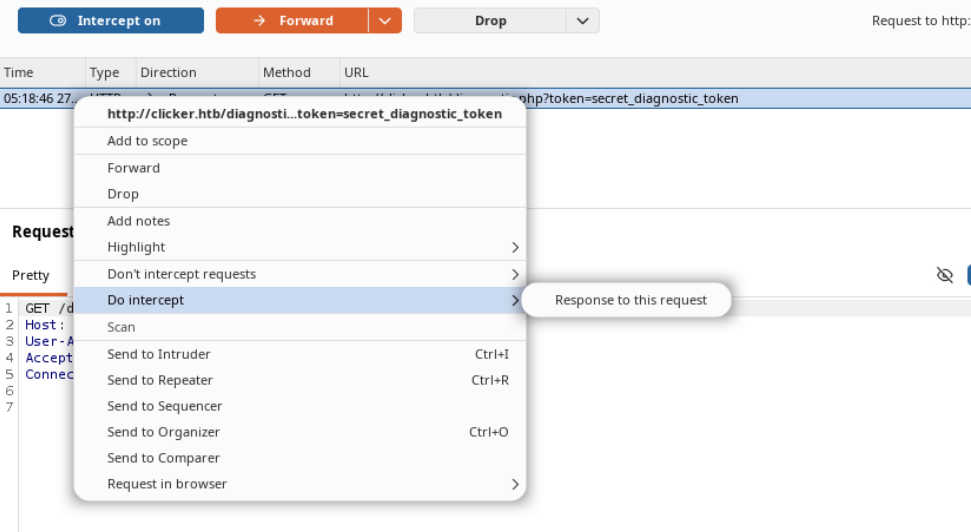 Intercept on
Forward
Drop
Request to http:
Time Type Direction Method URL
05:18:46 27... http://clicker.htb/diagnostic.php?token=secret_diagnostic_token
http://clicker.htb/diagnosti...token=secret_diagnostic_token
Add to scope
Forward
Drop
Add notes
Highlight
Don't intercept requests
Do intercept
Response to this request
Scan
Send to Intruder Ctrl+I
Send to Repeater Ctrl+R
Send to Sequencer
Send to Organizer Ctrl+O
Send to Comparer
Request in browser
Request
Pretty
1 GET /d
2 Host:
3 User-A
4 Accept
5 Connec
6
7